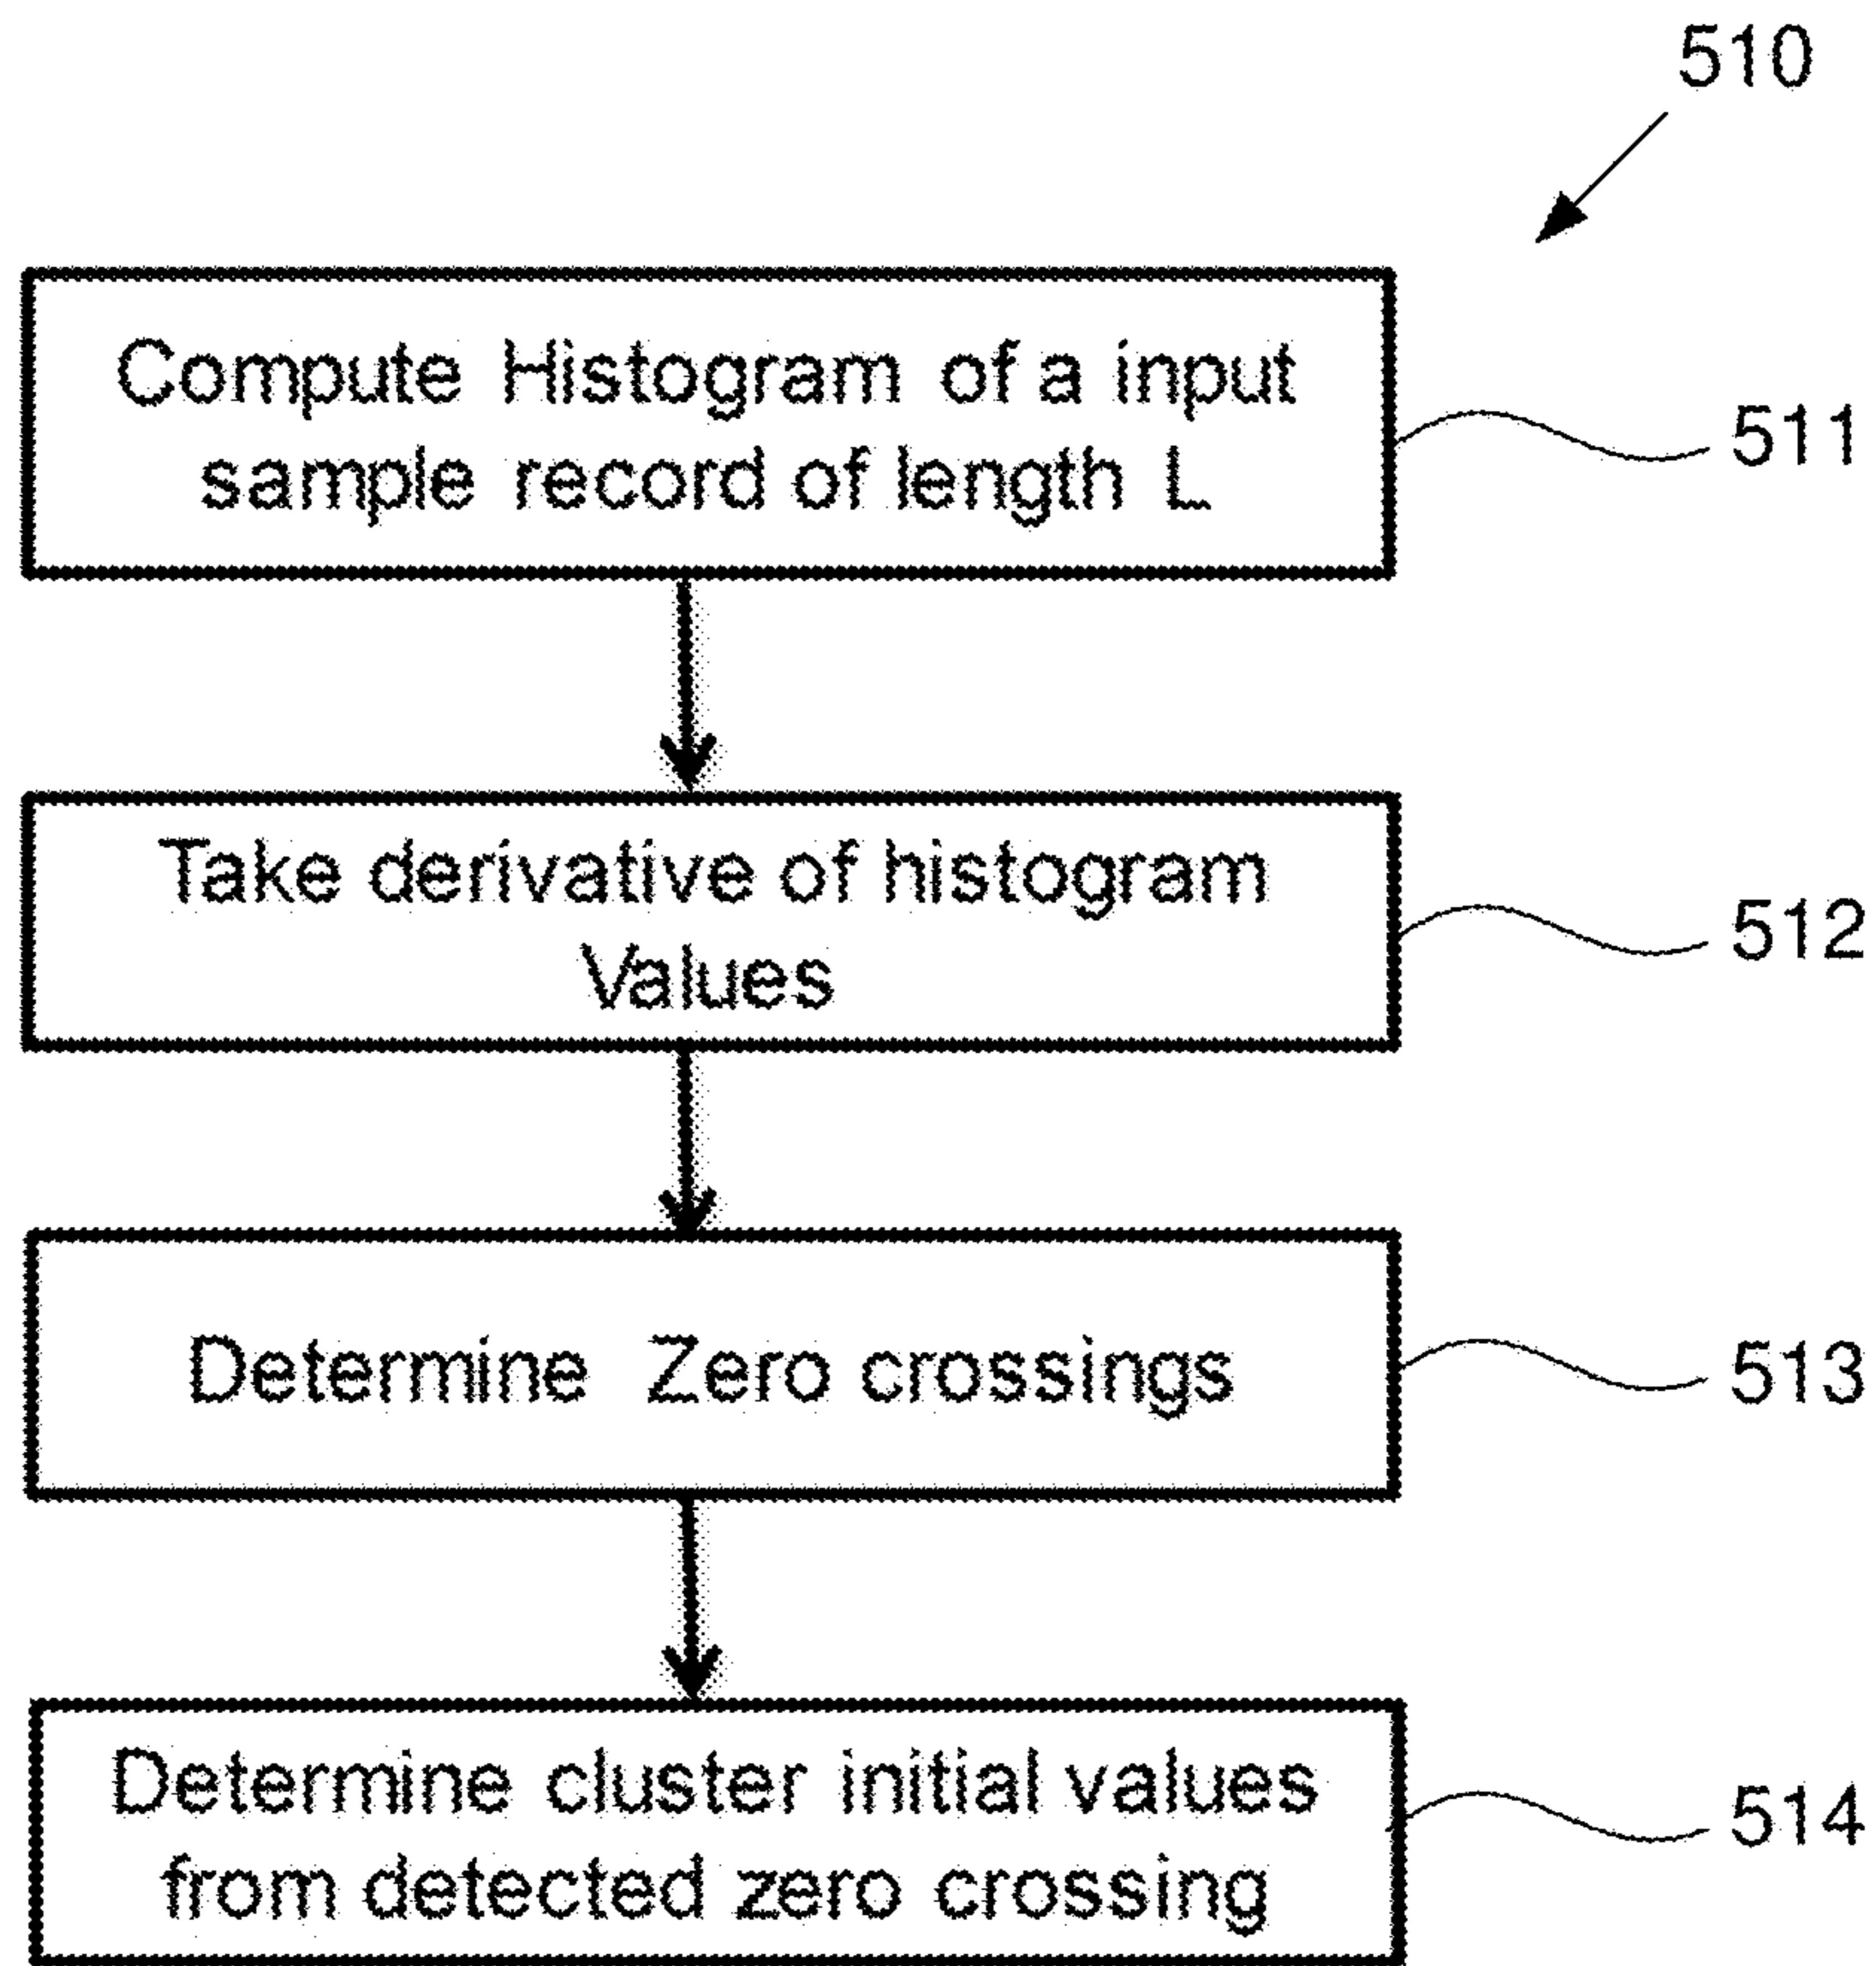 510
Compute Histogram of a input
sample record of length L
511
Take derivative of histogram
Values
512
Determine Zero crossings
513
Determine cluster initial values
from detected zero crossing
514